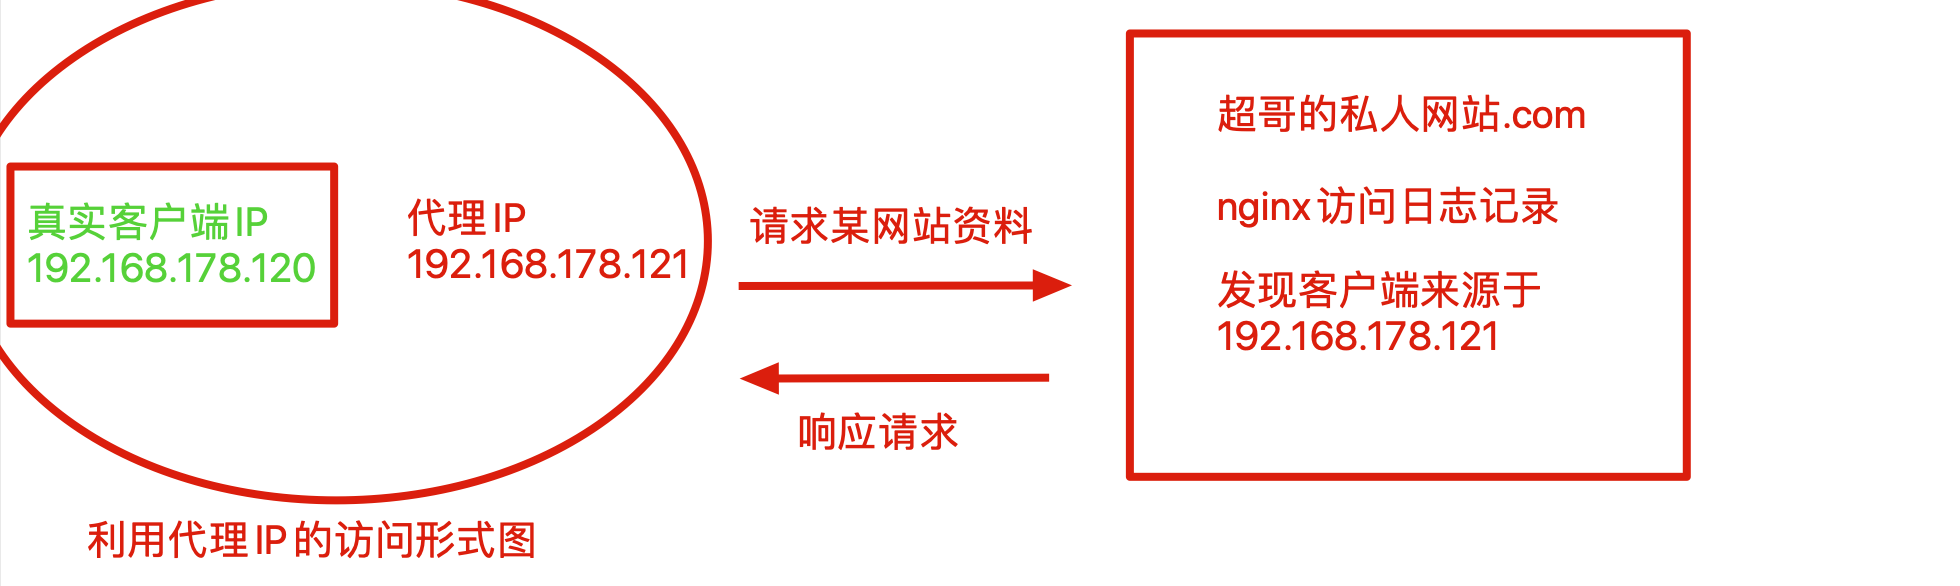 真实客户端IP
192.168.178.120
代理IP
192.168.178.121
请求某网站资料
响应请求
超哥的私人网站.com
nginx访问日志记录
发现客户端来源于
192.168.178.121
利用代理IP的访问形式图